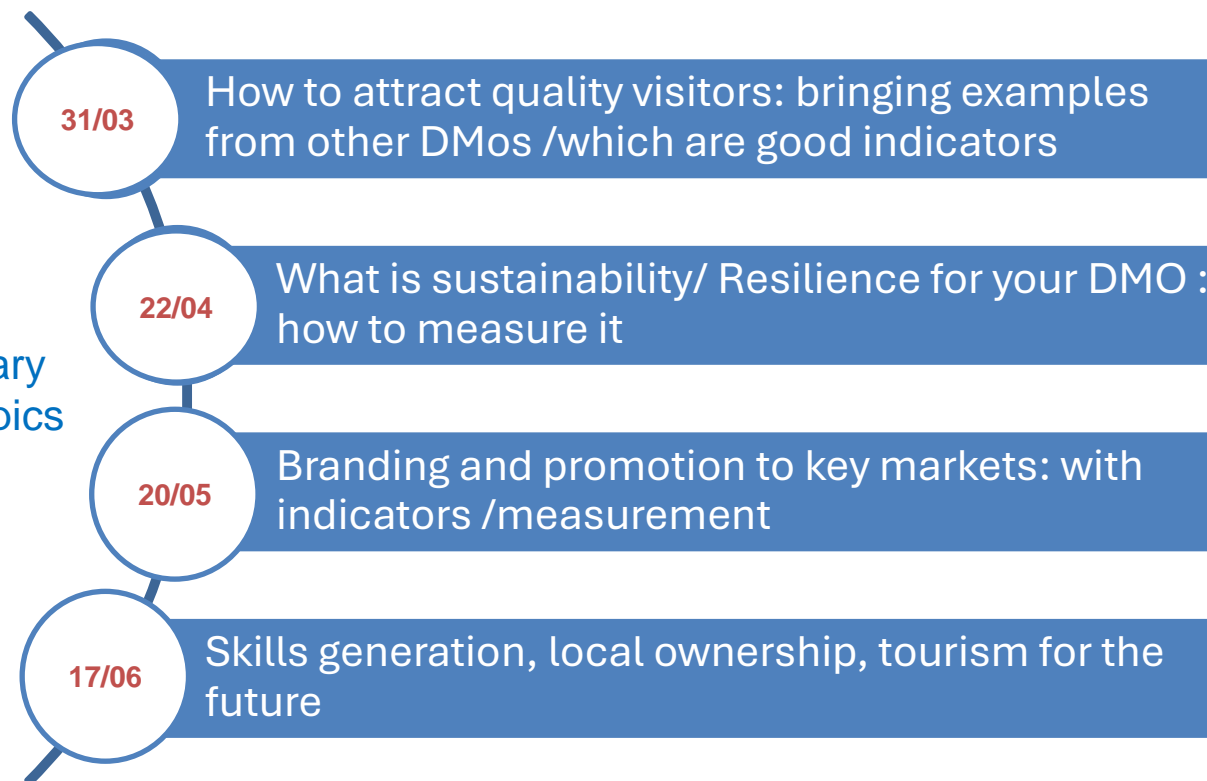 31/03
How to attract quality visitors: bringing examples
from other DMos /which are good indicators
22/04
What is sustainability/ Resilience for your DMO :
how to measure it
20/05
Branding and promotion to key markets: with
indicators /measurement
17/06
Skills generation, local ownership, tourism for the
future